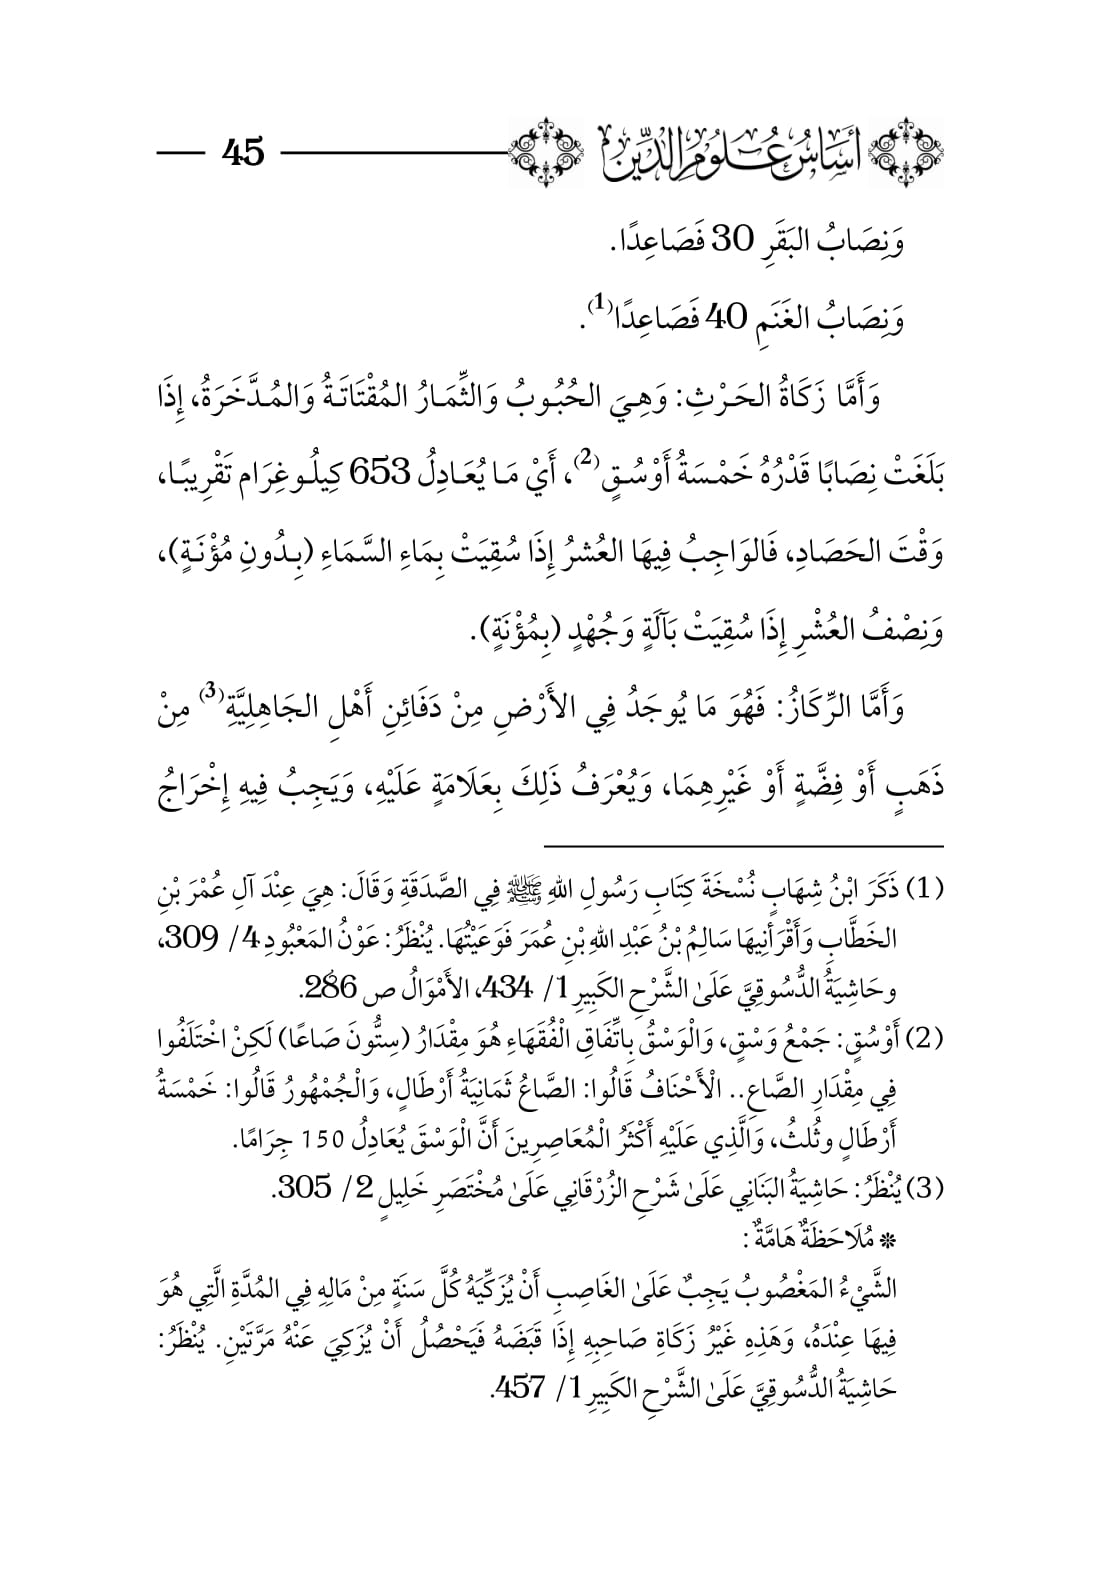 أَسَاسُ عُلُومِ الدِّينِ 45
وَنِصَابُ البَقَرِ 30 فَصَاعِدًا.
وَنِصَابُ الغَنَمِ 40 فَصَاعِدًا(1).
وَأَمَّا زَكَاةُ الحَرْثِ: وَهِيَ الحُبُوبُ وَالثِّمَارُ المُقْتَاتَةُ وَالمُدَّخَرَةُ، إِذَا
بَلَغَتْ نِصَابًا قَدْرُهُ خَمْسَةُ أَوْسُقٍ(2)، أَيْ مَا يُعَادِلُ 653 كِيلُوغِرَام تَقْرِيبًا،
وَقْتَ الحَصَادِ، فَالوَاجِبُ فِيهَا العُشرُ إِذَا سُقِيَتْ بِمَاءِ السَّمَاءِ (بِدُونِ مُؤْنَةٍ)،
وَنِصْفُ العُشْرِ إِذَا سُقِيَتْ بَآلَةٍ وَجُهْدٍ (بِمُؤْنَةٍ).
وَأَمَّا الرِّكَازُ: فَهُوَ مَا يُوجَدُ فِي الأَرْضِ مِنْ دَفَائِنِ أَهْلِ الجَاهِلِيَّةِ(3) مِنْ
ذَهَبٍ أَوْ فِضَّةٍ أَوْ غَيْرِهِمَا، وَيُعْرَفُ ذَلِكَ بِعَلَامَةٍ عَلَيْهِ، وَيَجِبُ فِيهِ إِخْرَاجُ
(1) ذَكَرَ ابْنُ شِهَابٍ نُسْخَةَ كِتَابِ رَسُولِ اللهِ ﷺ فِي الصَّدَقَةِ وَقَالَ: هِيَ عِنْدَ آلِ عُمْرَ بْنِ
الخَطَّابِ وَأَقْرَأَنِيهَا سَالِمُ بْنُ عَبْدِ اللهِ بْنِ عُمَرَ فَوَعَيْتُهَا. يُنْظَرُ: عَوْنُ المَعْبُودِ 4/ 309،
وحَاشِيَةُ الدُّسُوقِيَّ عَلَىٰ الشَّرْحِ الكَبِيرِ 1/ 434، الأَمْوَالُ ص 286.
(2) أَوْسُقٍ: جَمْعُ وَسْقٍ، وَالْوَسْقُ بِاتِّفَاقِ الْفُقَهَاءِ هُوَ مِقْدَارُ (سِتُّونَ صَاعًا) لَكِنْ اخْتَلَفُوا
فِي مِقْدَارِ الصَّاعِ.. الْأَحْنَافُ قَالُوا: الصَّاعُ ثَمَانِيَةُ أَرْطَالٍ، وَالْجُمْهُورُ قَالُوا: خَمْسَةُ
أَرْطَالٍ وثُلثُ، وَالَّذِي عَلَيْهِ أَكْثَرُ الْمُعَاصِرِينَ أَنَّ الْوَسْقَ يُعَادِلُ 150 جِرَامًا.
(3) يُنْظَرُ: حَاشِيَةُ البَنَانِي عَلَىٰ شَرْحِ الزُرْقَانِي عَلَىٰ مُخْتَصَرِ خَلِيلٍ 2/ 305.
* مُلَاحَظَةٌ هَامَّةٌ:
الشَّيْءُ المَغْصُوبُ يَجِبٌ عَلَىٰ الغَاصِبِ أَنْ يُزَكِّيَهُ كُلَّ سَنَةٍ مِنْ مَالِهِ فِي المُدَّةِ الَّتِي هُوَ
فِيهَا عِنْدَهُ، وَهَذِهِ غَيْرُ زَكَاةِ صَاحِبِهِ إِذَا قَبَضَهُ فَيَحْصُلُ أَنْ يُزَكِيَ عَنْهُ مَرَّتَيْنِ. يُنْظَرُ:
حَاشِيَةُ الدُّسُوقِيَّ عَلَىٰ الشَّرْحِ الكَبِيرِ 1/ 457.